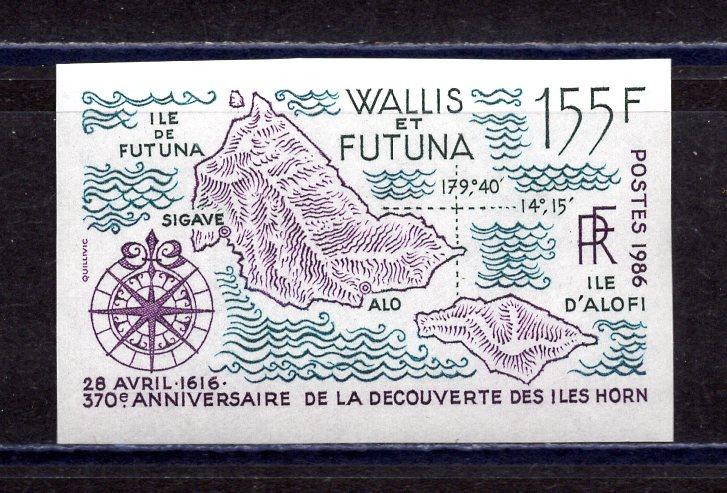 WALLIS
ET
FUTUNA
155F
ILE
DE
FUTUNA
179,°40'
14°,15'
POSTES 1986
SIGAVE
RF
ILE
D'ALOFI
ALO
QUILLIVIC
28 AVRIL·1616·
370e ANNIVERSAIRE DE LA DECOUVERTE DES ILES HORN